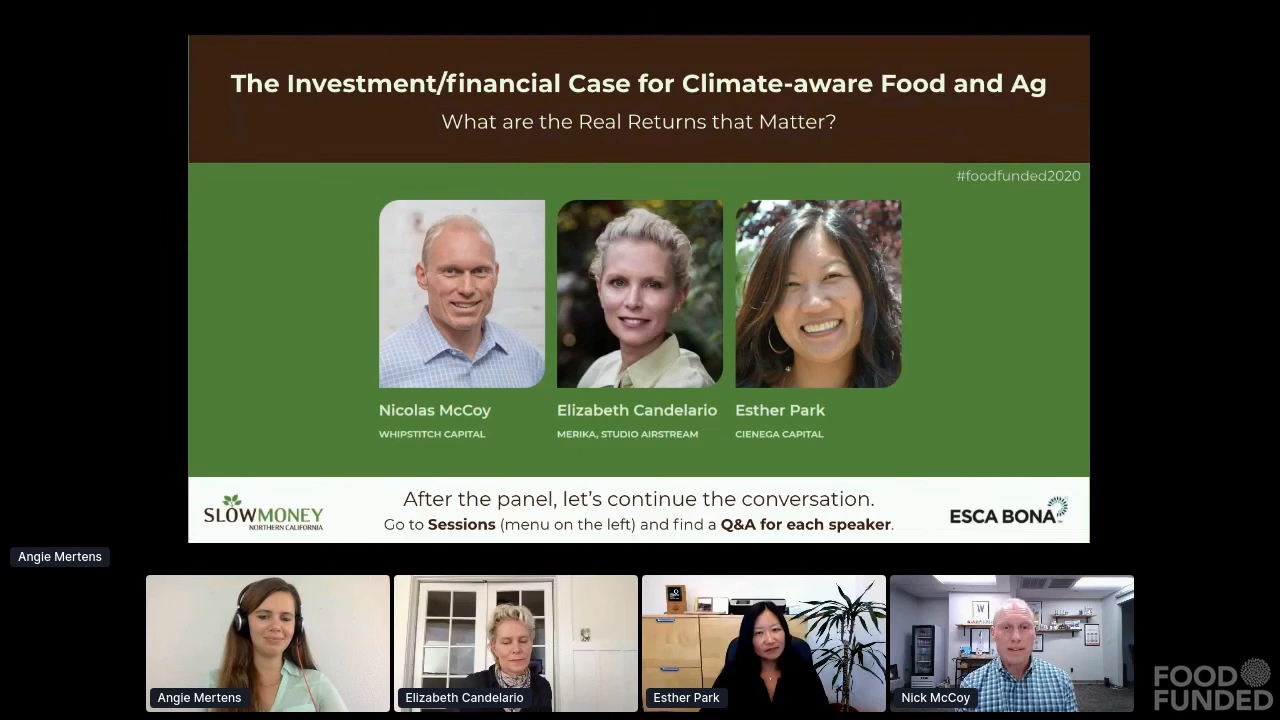 The Investment/financial Case for Climate-aware Food and Ag
What are the Real Returns that Matter?
#foodfunded2020
Nicolas McCoy
WHIPSTITCH CAPITAL
Elizabeth Candelario
MERIKA, STUDIO AIRSTREAM
Esther Park
CIENEGA CAPITAL
SLOWMONEY
NORTHERN CALIFORNIA
After the panel, let's continue the conversation.
Go to Sessions (menu on the left) and find a Q&A for each speaker.
ESCA BONA
Angie Mertens
Angie Mertens
Elizabeth Candelario
Esther Park
W
Nick McCoy
FOOD
FUNDED